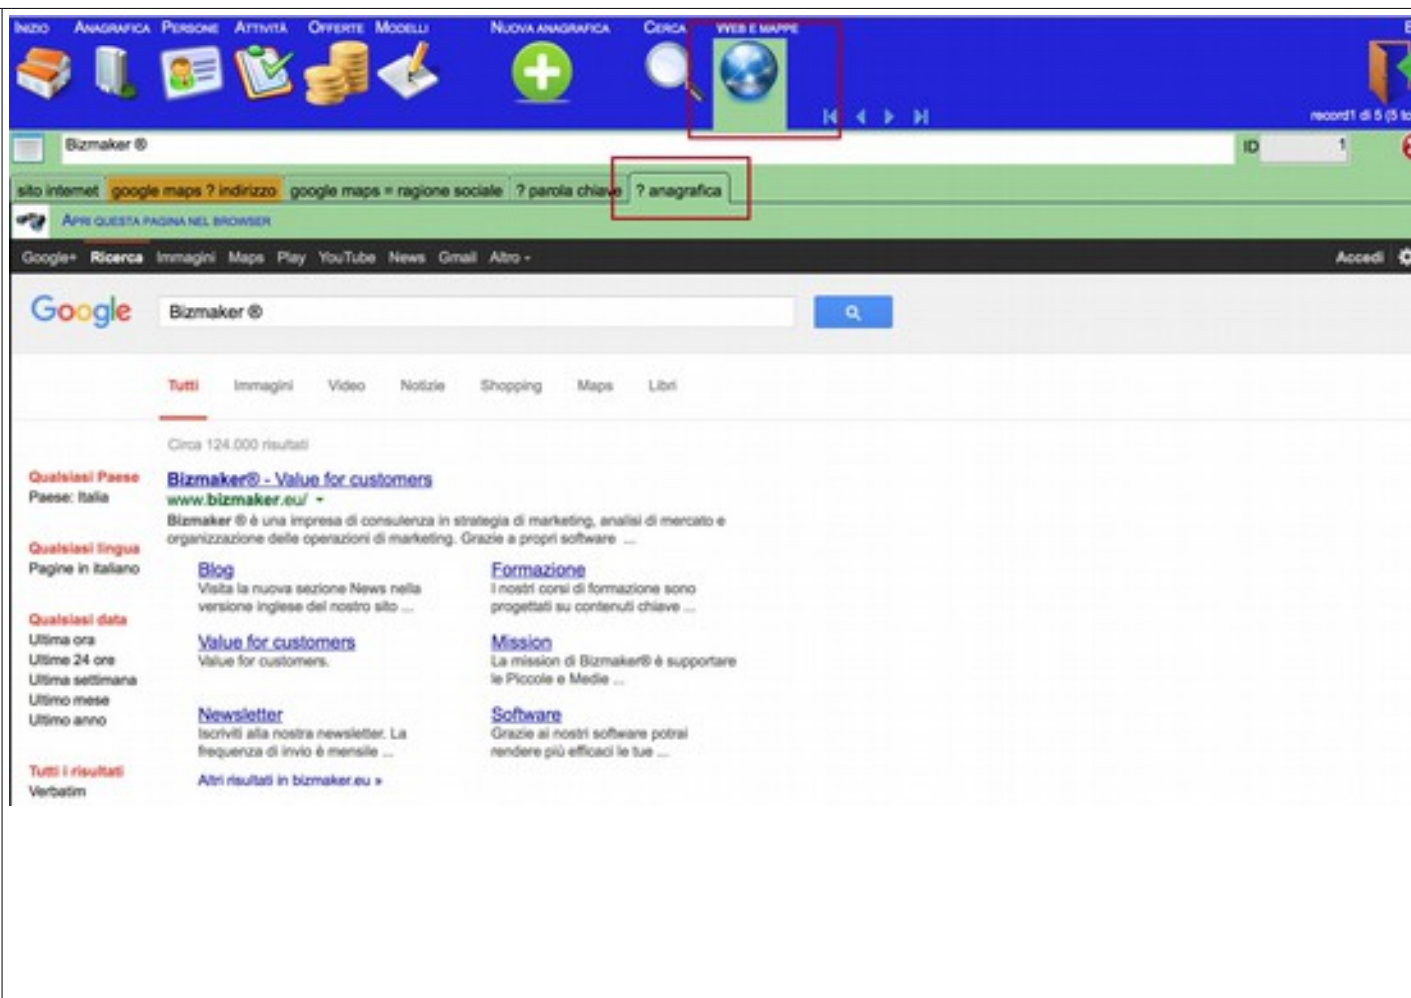 Inizio Anagrafica Persone Attività Offerte Modelli Nuova anagrafica Cerca Web e mappe
record1 di 5 (5
Bizmaker ® ID 1
sito internet google maps ? indirizzo google maps = ragione sociale ? parola chiave ? anagrafica
Apri questa pagina nel browser
Google+ Ricerca Immagini Maps Play YouTube News Gmail Altro Accedi
Google Bizmaker ®
Tutti Immagini Video Notizie Shopping Maps Libri
Circa 124.000 risultati
Qualsiasi Paese
Paese: Italia
Qualsiasi lingua
Pagine in italiano
Qualsiasi data
Ultima ora
Ultime 24 ore
Ultima settimana
Ultimo mese
Ultimo anno
Tutti i risultati
Verbatim
Bizmaker® - Value for customers
www.bizmaker.eu/
Bizmaker ® è una impresa di consulenza in strategia di marketing, analisi di mercato e
organizzazione delle operazioni di marketing. Grazie a propri software ...
Blog
Visita la nuova sezione News nella
versione inglese del nostro sito ...
Formazione
I nostri corsi di formazione sono
progettati su contenuti chiave ...
Value for customers
Value for customers.
Mission
La mission di Bizmaker® è supportare
le Piccole e Medie ...
Newsletter
Iscriviti alla nostra newsletter. La
frequenza di invio è mensile ...
Software
Grazie ai nostri software potrai
rendere più efficaci le tue ...
Altri risultati in bizmaker.eu »